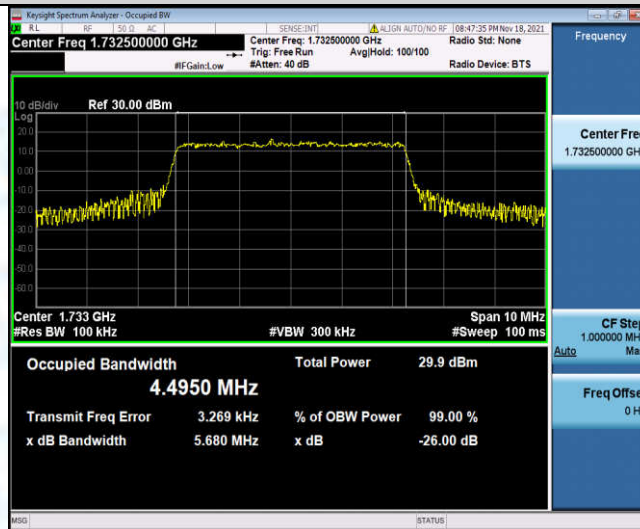 Keysight Spectrum Analyzer - Occupied BW
RL RF 50 Ω AC SENSE:INT ALIGN AUTO/NO RF 08:47:35 PM Nov 18, 2021
Center Freq 1.732500000 GHz
Center Freq: 1.732500000 GHz Radio Std: None
Trig: Free Run Avg|Hold: 100/100
#IFGain:Low #Atten: 40 dB Radio Device: BTS
10 dB/div Ref 30.00 dBm
Log
20.0
10.0
0.00
-10.0
-20.0
-30.0
-40.0
-50.0
-60.0
Center 1.733 GHz Span 10 MHz
#Res BW 100 kHz #VBW 300 kHz #Sweep 100 ms
Occupied Bandwidth Total Power 29.9 dBm
4.4950 MHz
Transmit Freq Error 3.269 kHz % of OBW Power 99.00 %
x dB Bandwidth 5.680 MHz x dB -26.00 dB
MSG STATUS
Frequency
Center Fre
1.732500000 GH
CF Step
1.000000 MH
Auto Ma
Freq Offse
0 H